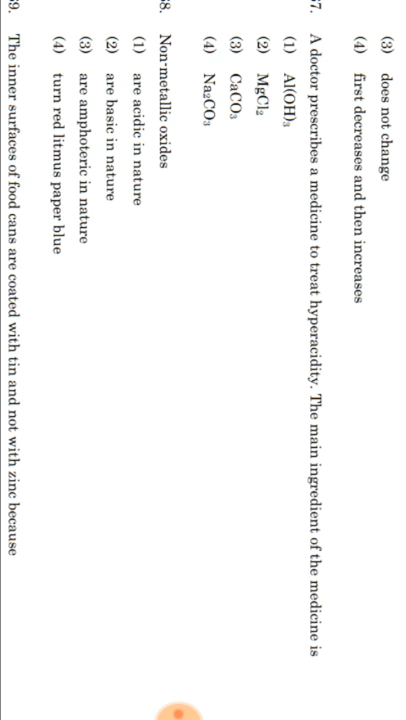 (3) does not change
(4) first decreases and then increases
7. A doctor prescribes a medicine to treat hyperacidity. The main ingredient of the medicine is
(1) Al(OH)₃
(2) MgCl₂
(3) CaCO₃
(4) Na₂CO₃
8. Non-metallic oxides
(1) are acidic in nature
(2) are basic in nature
(3) are amphoteric in nature
(4) turn red litmus paper blue
9. The inner surfaces of food cans are coated with tin and not with zinc because